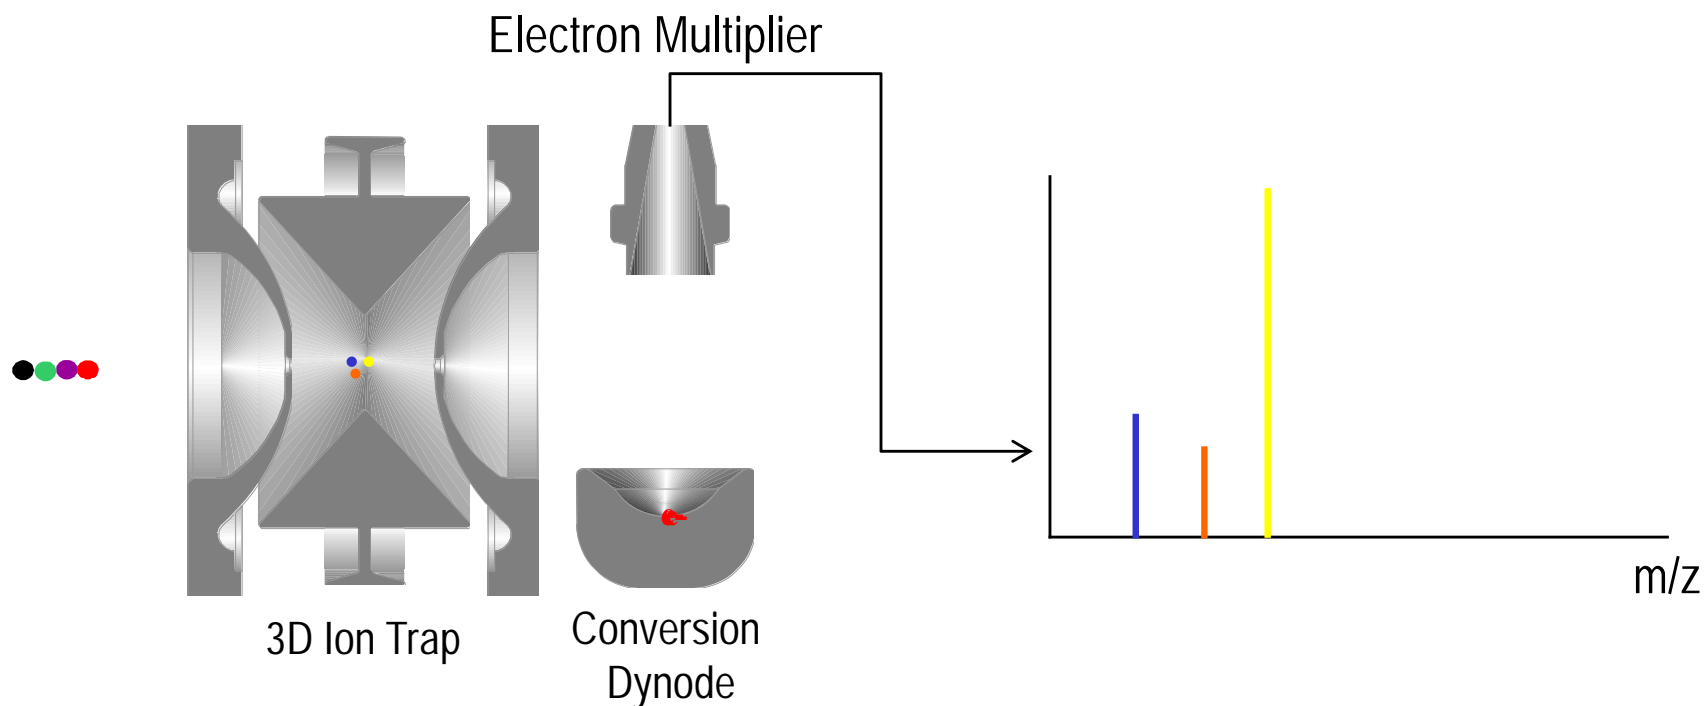 Electron Multiplier
3D Ion Trap
Conversion
Dynode
m/z